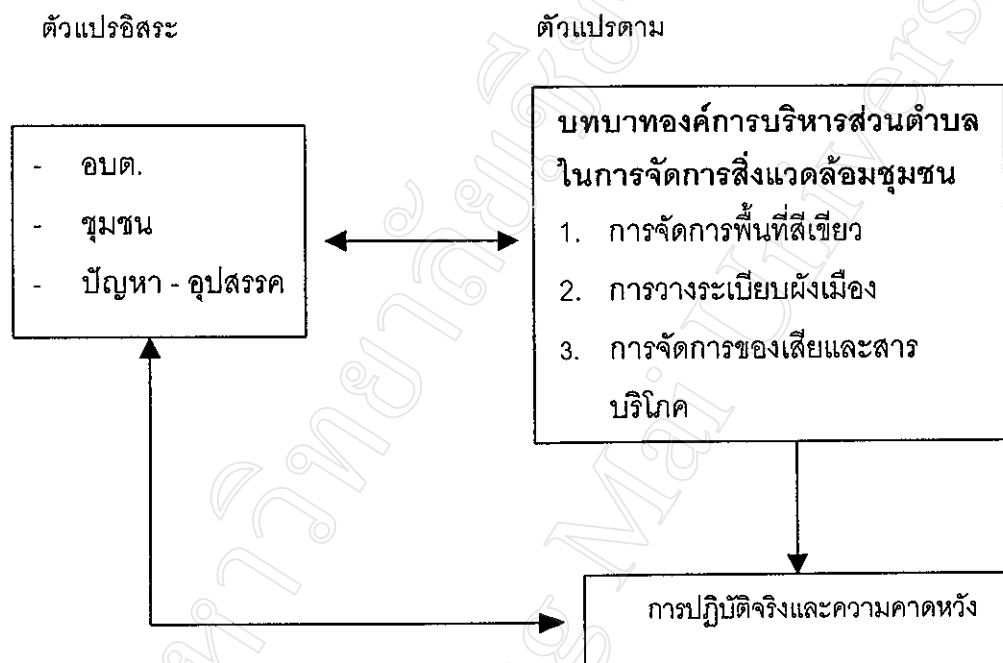 ตัวแปรอิสระ
ตัวแปรตาม
- อบต.
- ชุมชน
- ปัญหา - อุปสรรค
บทบาทองค์การบริหารส่วนตำบล
ในการจัดการสิ่งแวดล้อมชุมชน
1. การจัดการพื้นที่สีเขียว
2. การวางระเบียบผังเมือง
3. การจัดการของเสียและสาร
บริโภค
การปฏิบัติจริงและความคาดหวัง